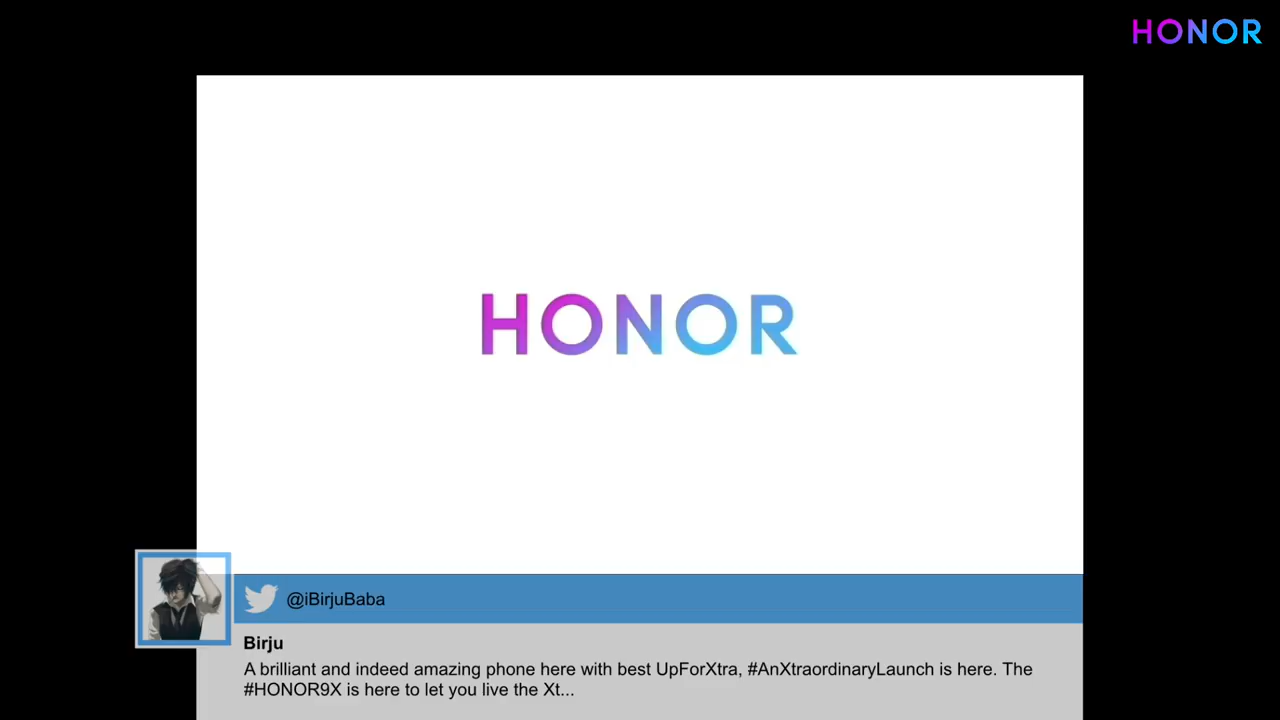 HONOR
HONOR
@iBirjuBaba
Birju
A brilliant and indeed amazing phone here with best UpForXtra, #AnXtraordinaryLaunch is here. The
#HONOR9X is here to let you live the Xt...